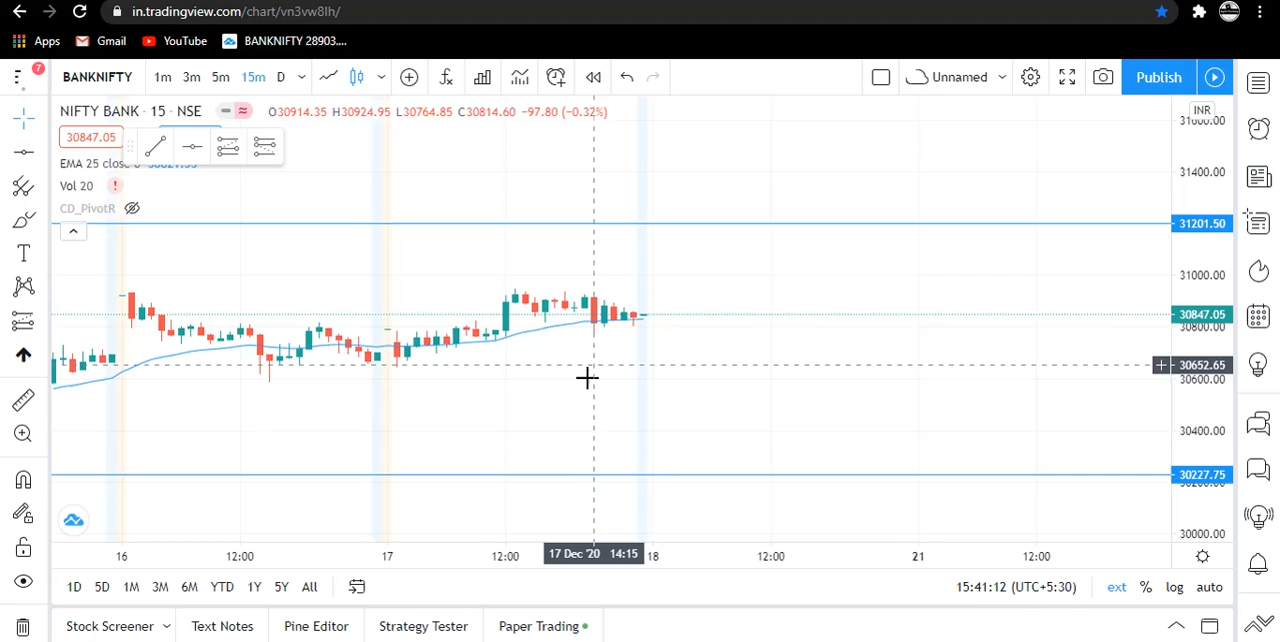 in.tradingview.com/chart/vn3vw8lh/
Apps Gmail YouTube BANKNIFTY 28903....
7
BANKNIFTY 1m 3m 5m 15m D Unnamed Publish
NIFTY BANK · 15 · NSE O30914.35 H30924.95 L30764.85 C30814.60 -97.80 (-0.32%)
INR
30847.05
EMA 25 close 0
Vol 20 !
CD_PivotR
31400.00
31201.50
31000.00
30847.05
30800.00
30652.65
30600.00
30400.00
30227.75
30000.00
16 12:00 17 12:00 17 Dec '20 14:15 18 12:00 21 12:00
1D 5D 1M 3M 6M YTD 1Y 5Y All 15:41:12 (UTC+5:30) ext % log auto
Stock Screener Text Notes Pine Editor Strategy Tester Paper Trading